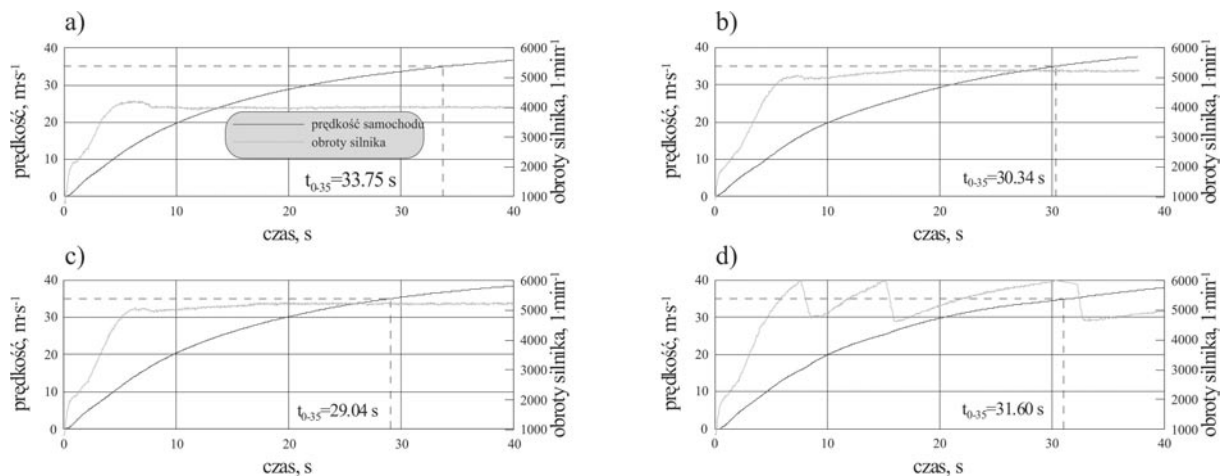 a)
prędkość, m·s-1
40
30
20
10
0
prędkość samochodu
obroty silnika
t0-35=33.75 s
6000
5000
4000
3000
2000
1000
obroty silnika, 1·min-1
0 10 20 30 40
czas, s
b)
prędkość, m·s-1
40
30
20
10
0
t0-35=30.34 s
6000
5000
4000
3000
2000
1000
obroty silnika, 1·min-1
0 10 20 30 40
czas, s
c)
prędkość, m·s-1
40
30
20
10
0
t0-35=29.04 s
6000
5000
4000
3000
2000
1000
obroty silnika, 1·min-1
0 10 20 30 40
czas, s
d)
prędkość, m·s-1
40
30
20
10
0
t0-35=31.60 s
6000
5000
4000
3000
2000
1000
obroty silnika, 1·min-1
0 10 20 30 40
czas, s